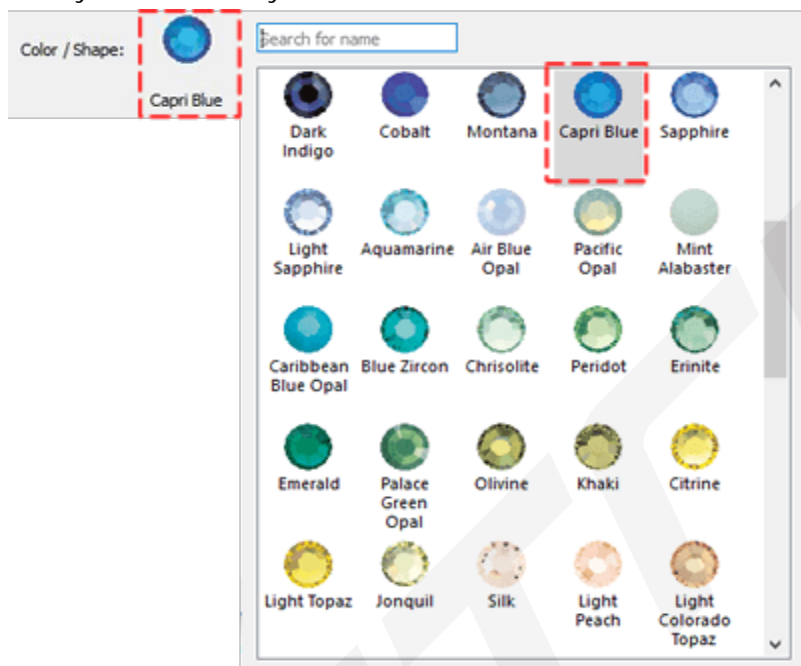 Color / Shape:
Capri Blue
Search for name
Dark
Indigo
Cobalt
Montana
Capri Blue
Sapphire
Light
Sapphire
Aquamarine
Air Blue
Opal
Pacific
Opal
Mint
Alabaster
Caribbean
Blue Opal
Blue Zircon
Chrisolite
Peridot
Erinite
Emerald
Palace
Green
Opal
Olivine
Khaki
Citrine
Light Topaz
Jonquil
Silk
Light
Peach
Light
Colorado
Topaz